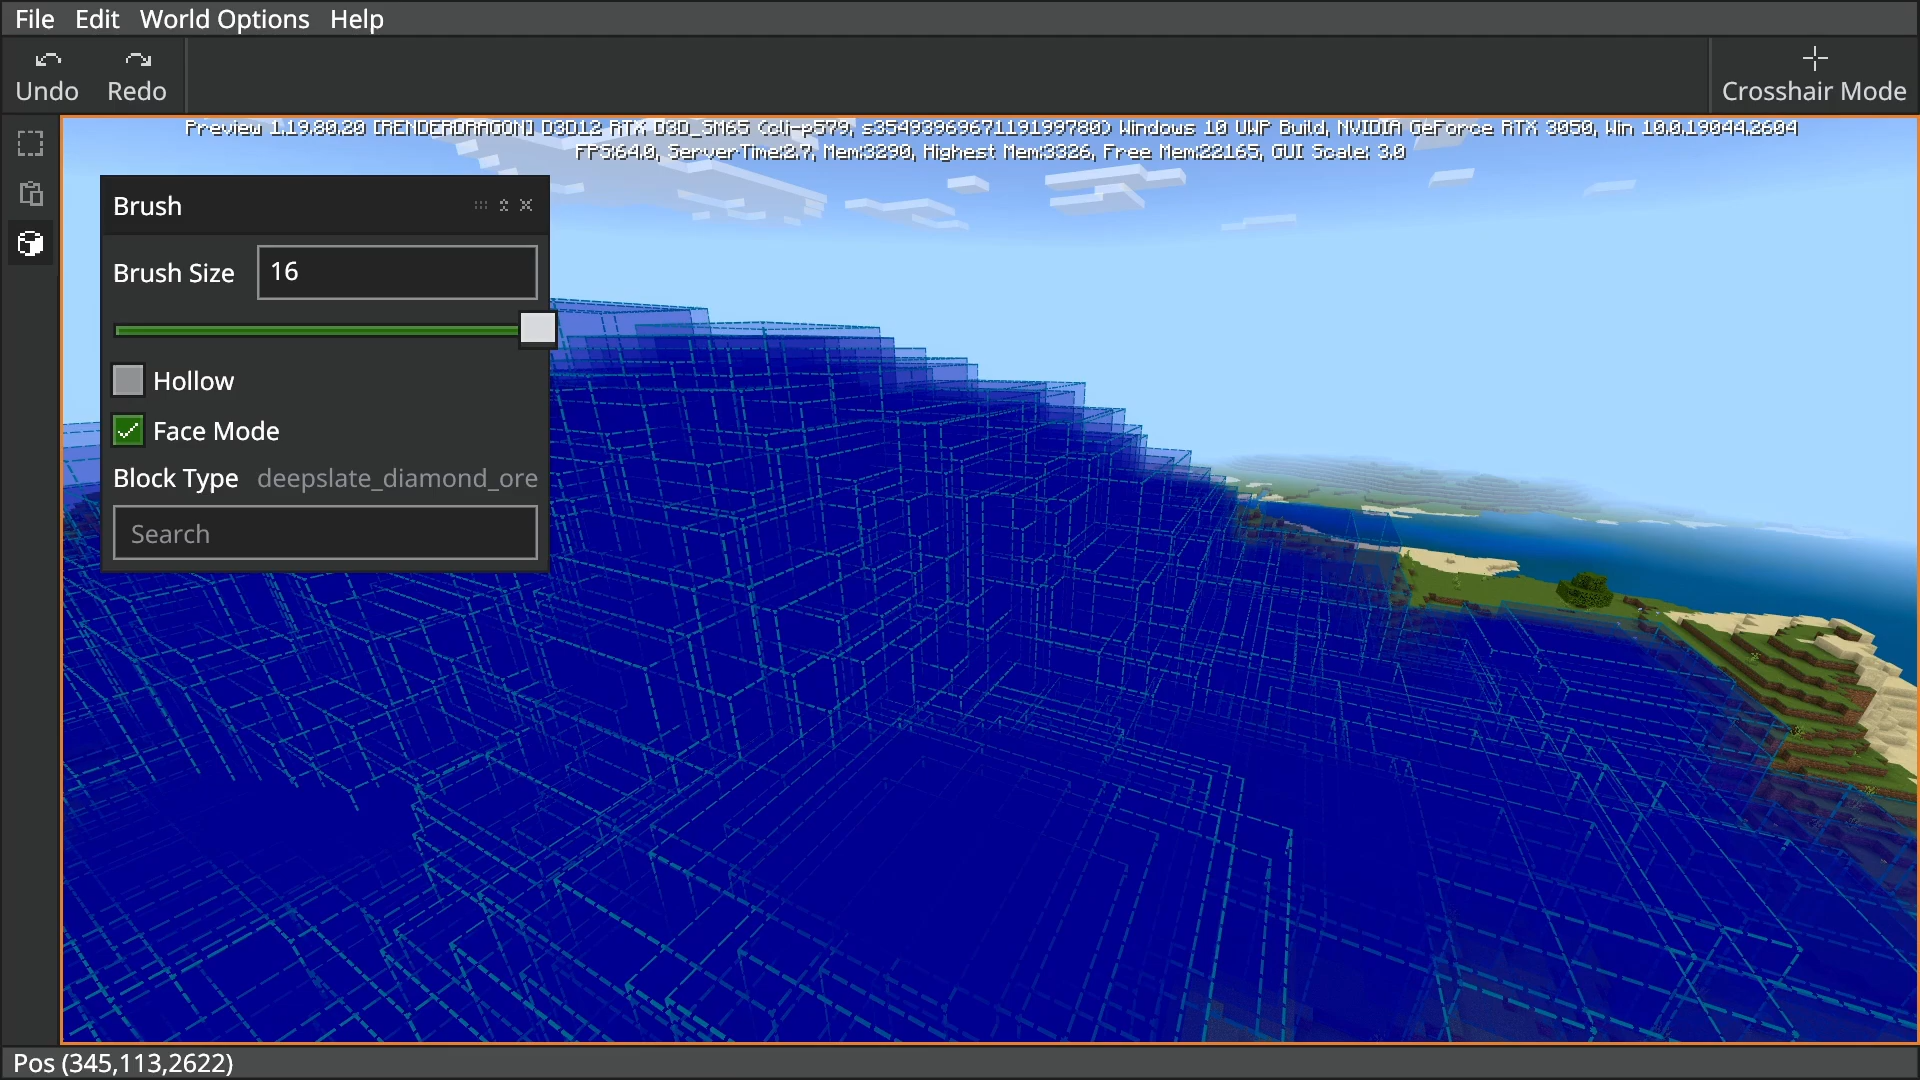 File Edit World Options Help
Undo Redo Crosshair Mode
Preview 1.19.80.20 [RENDERDRAGON] D3D12 RTX D3D_SM65 (cli-p579, s35493969671191199780) Windows 10 UWP Build, NVIDIA GeForce RTX 3050, Win 10.0.19044.2604
FPS:64.0, ServerTime:2.7, Mem:3290, Highest Mem:3326, Free Mem:22165, GUI Scale: 3.0
Brush
Brush Size 16
Hollow
Face Mode
Block Type deepslate_diamond_ore
Search
Pos (345,113,2622)